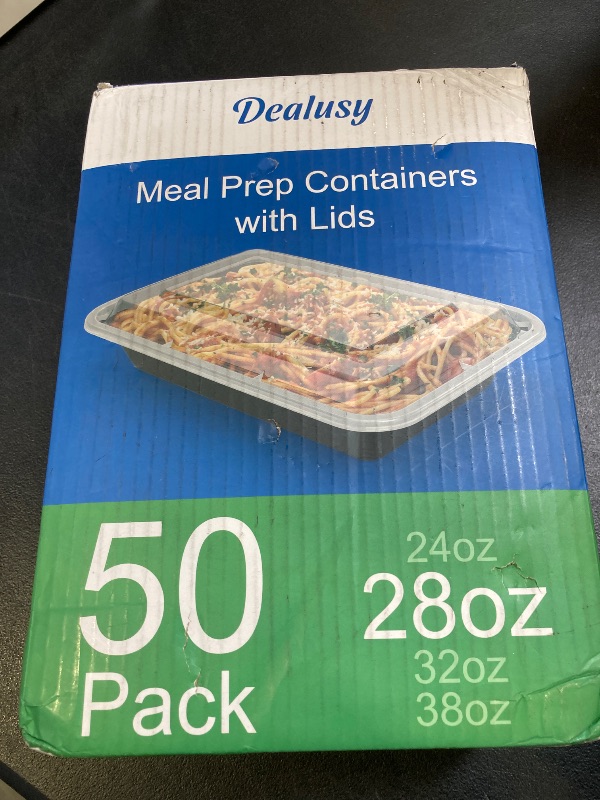 Dealusy
Meal Prep Containers
with Lids
50
Pack
24oz
28oz
32oz
38oz